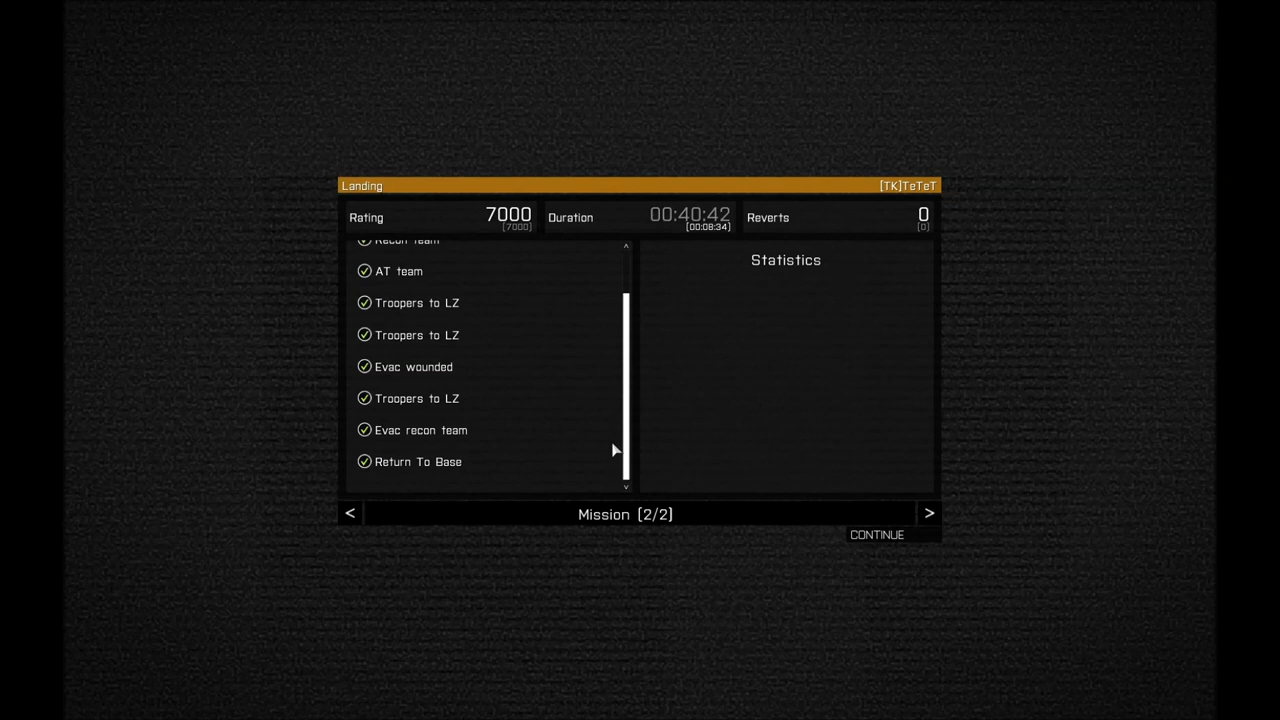 Landing [TK]TeTeT
Rating 7000 Duration 00:40:42 Reverts 0
[7000] [00:08:34] [0]
Recon team
Statistics
AT team
Troopers to LZ
Troopers to LZ
Evac wounded
Troopers to LZ
Evac recon team
Return To Base
< Mission [2/2] >
CONTINUE